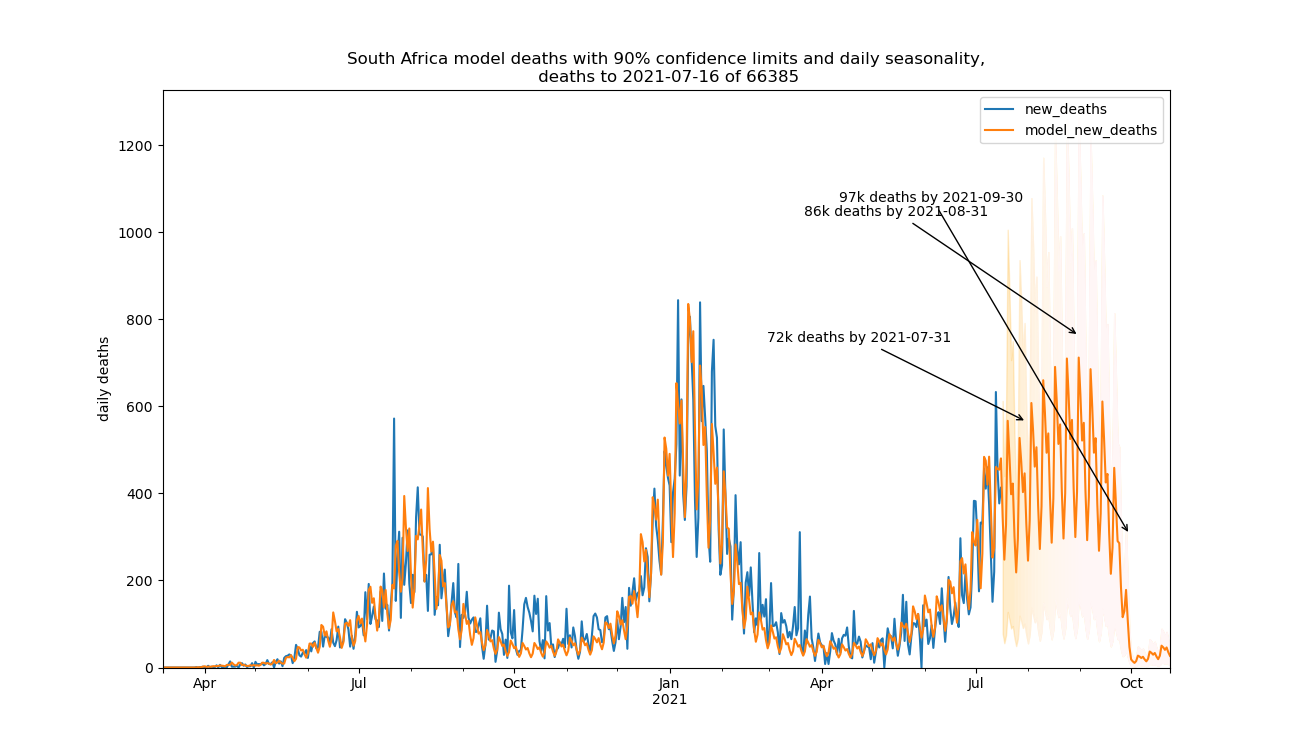 South Africa model deaths with 90% confidence limits and daily seasonality,
deaths to 2021-07-16 of 66385
new_deaths
model_new_deaths
1200
1000
800
600
400
200
0
daily deaths
97k deaths by 2021-09-30
86k deaths by 2021-08-31
72k deaths by 2021-07-31
Apr
Jul
Oct
Jan
2021
Apr
Jul
Oct